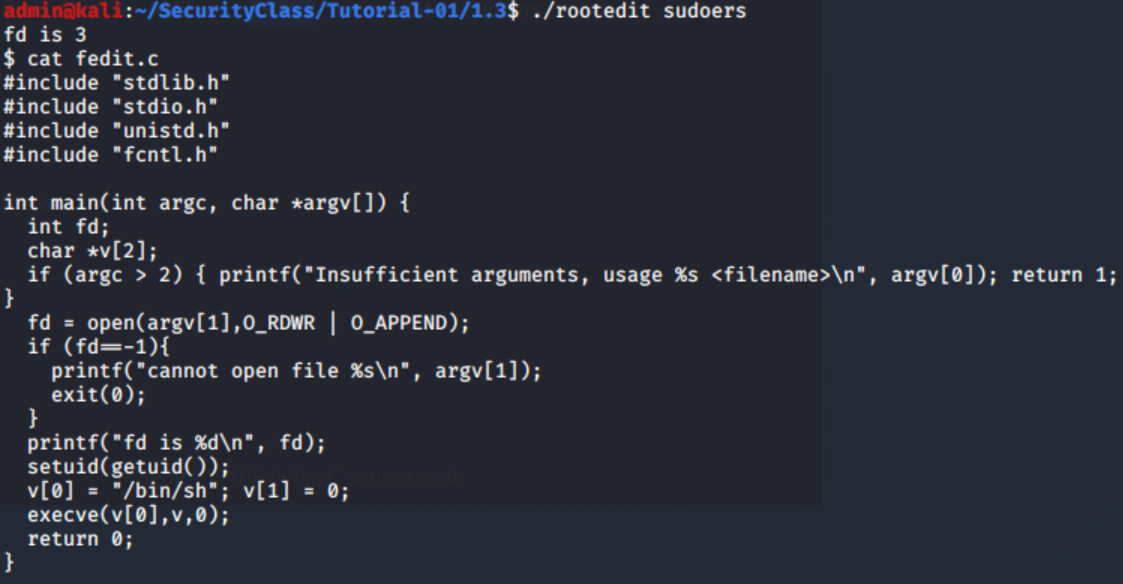 admin@kali:~/SecurityClass/Tutorial-01/1.3$ ./rootedit sudoers
fd is 3
$ cat fedit.c
#include "stdlib.h"
#include "stdio.h"
#include "unistd.h"
#include "fcntl.h"
int main(int argc, char *argv[]) {
  int fd;
  char *v[2];
  if (argc > 2) { printf("Insufficient arguments, usage %s <filename>\n", argv[0]); return 1;
}
  fd = open(argv[1],O_RDWR | O_APPEND);
  if (fd==-1){
    printf("cannot open file %s\n", argv[1]);
    exit(0);
  }
  printf("fd is %d\n", fd);
  setuid(getuid());
  v[0] = "/bin/sh"; v[1] = 0;
  execve(v[0],v,0);
  return 0;
}